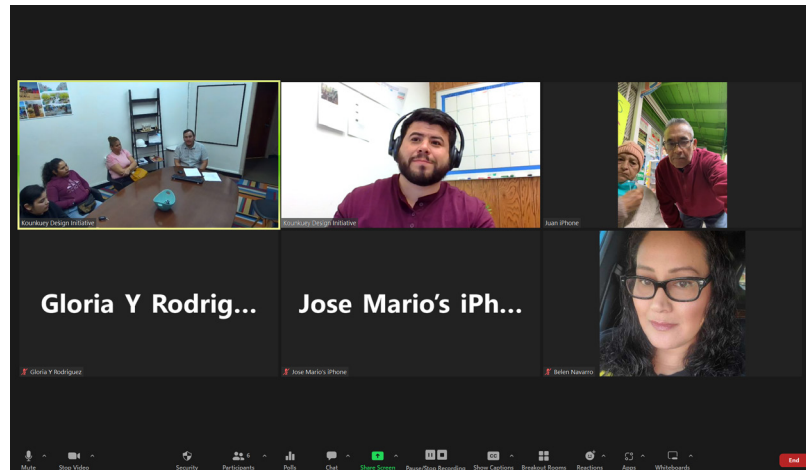 Kounkuey Design Initiative
Kounkuey Design Initiative
Juan iPhone
Gloria Y Rodrig...
Jose Mario's iPh...
Gloria Y Rodriguez
Jose Mario's iPhone
Belen Navarro
6
CC
Mute
Stop Video
Security
Participants
Polls
Chat
Share Screen
Pause/Stop Recording
Show Captions
Breakout Rooms
Reactions
Apps
Whiteboards
End